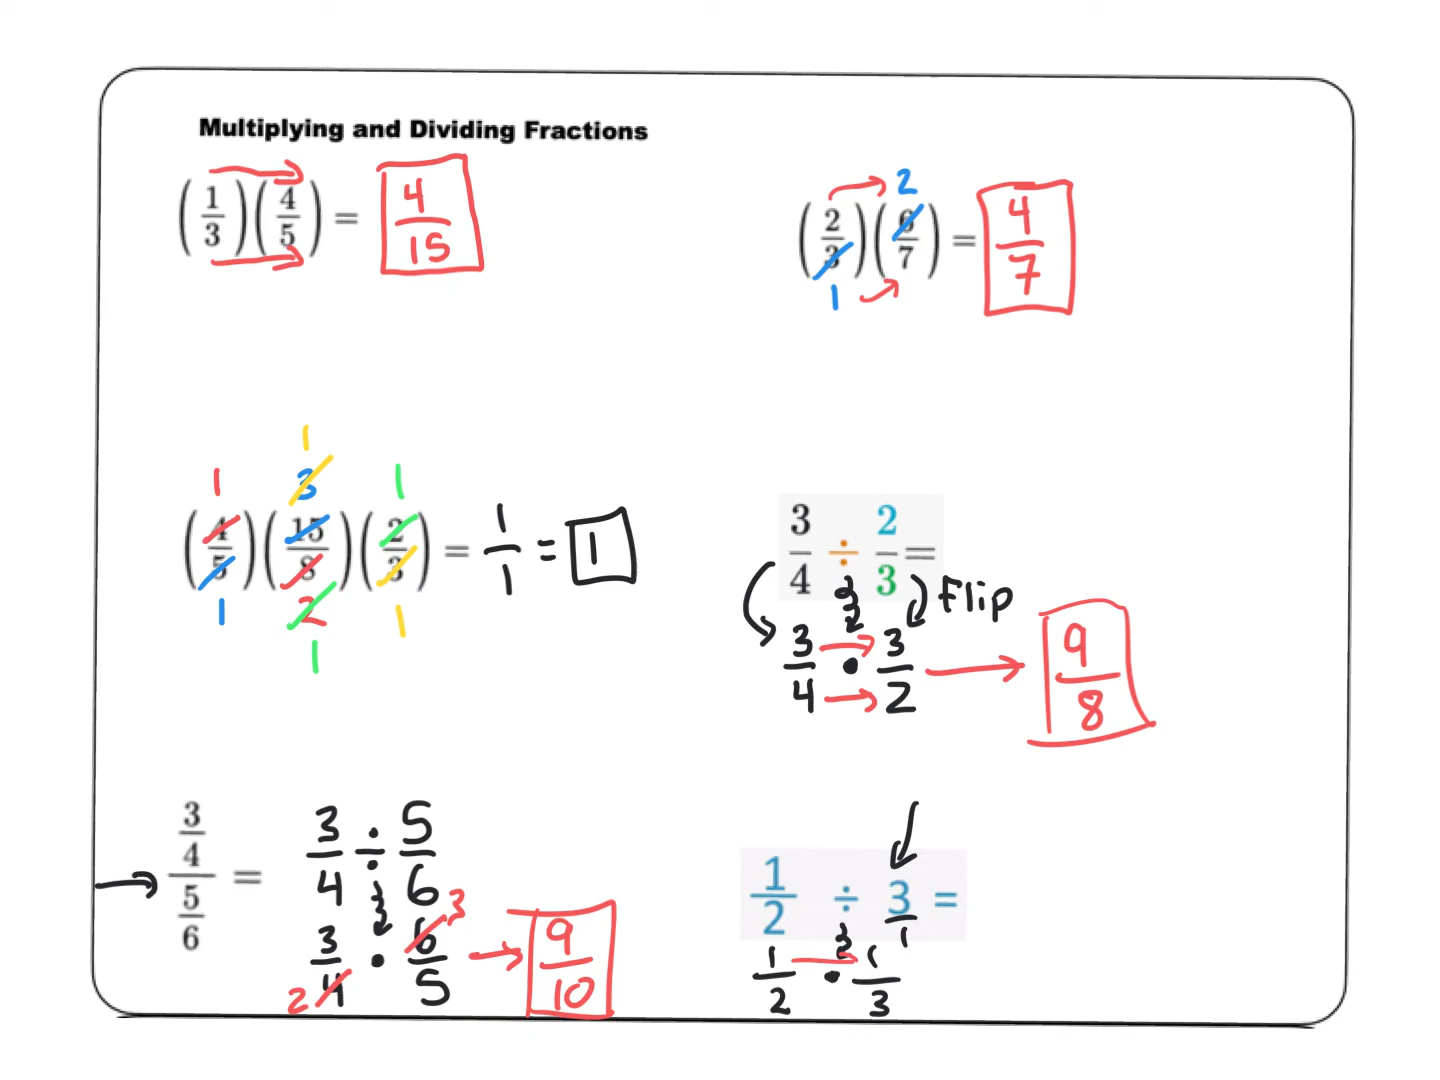 Multiplying and Dividing Fractions
(1/3)(4/5) = 4/15
2
(2/3)(6/7) = 4/7
1
1
1 3 1
(4/5)(15/8)(2/3) = 1/1 = 1
1 2 1
1
3/4 ÷ 2/3 =
Flip
3/4 • 3/2 → 9/8
3/4 / 5/6 = 3/4 ÷ 5/6
3/4 • 6/5 → 9/10
3
2
1/2 ÷ 3 =
1
1/2 • 1/3